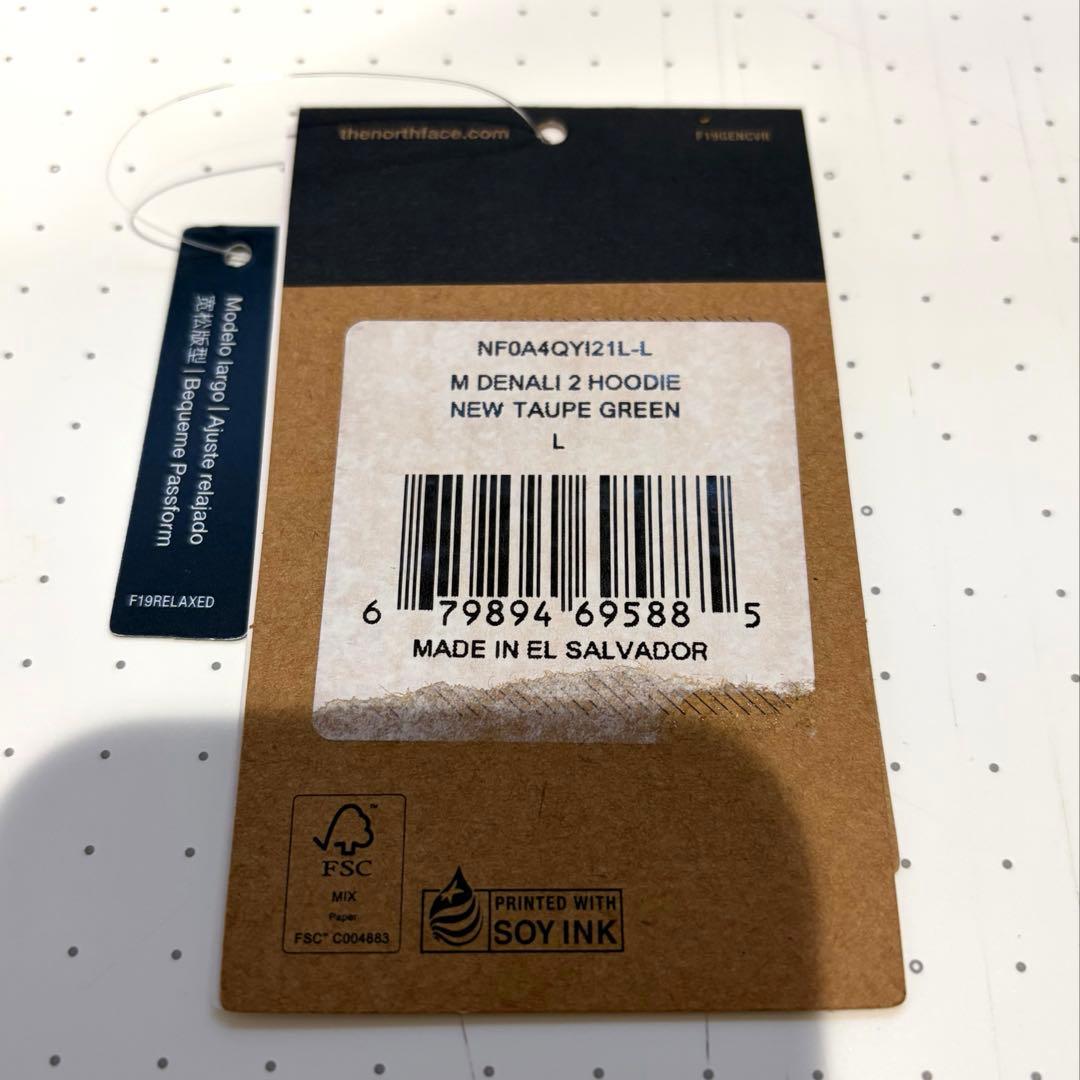 thenorthface.com
F19GENCVR
NF0A4QYI21L-L
M DENALI 2 HOODIE
NEW TAUPE GREEN
L
6 79894 69588 5
MADE IN EL SALVADOR
Modelo largo | Ajuste relajado
宽松版型 | Bequeme Passform
F19RELAXED
FSC
MIX
Paper
FSC® C004883
PRINTED WITH
SOY INK